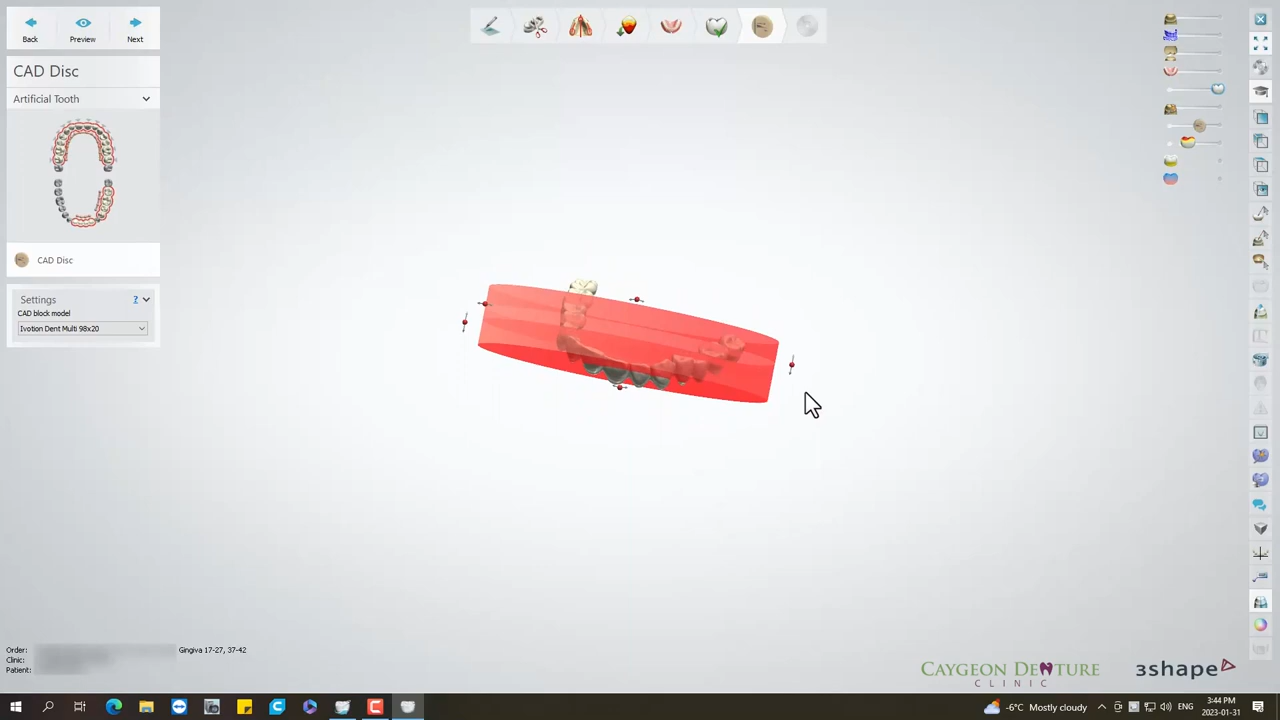 Back
Preview
Next
CAD Disc
Artificial Tooth
CAD Disc
Settings
?
CAD block model
Ivotion Dent Multi 98x20
Order:
Gingiva 17-27, 37-42
Clinic:
Patient:
CAYGEON DENTURE
CLINIC
3shape
-6°C Mostly cloudy
ENG
3:44 PM
2023-01-31